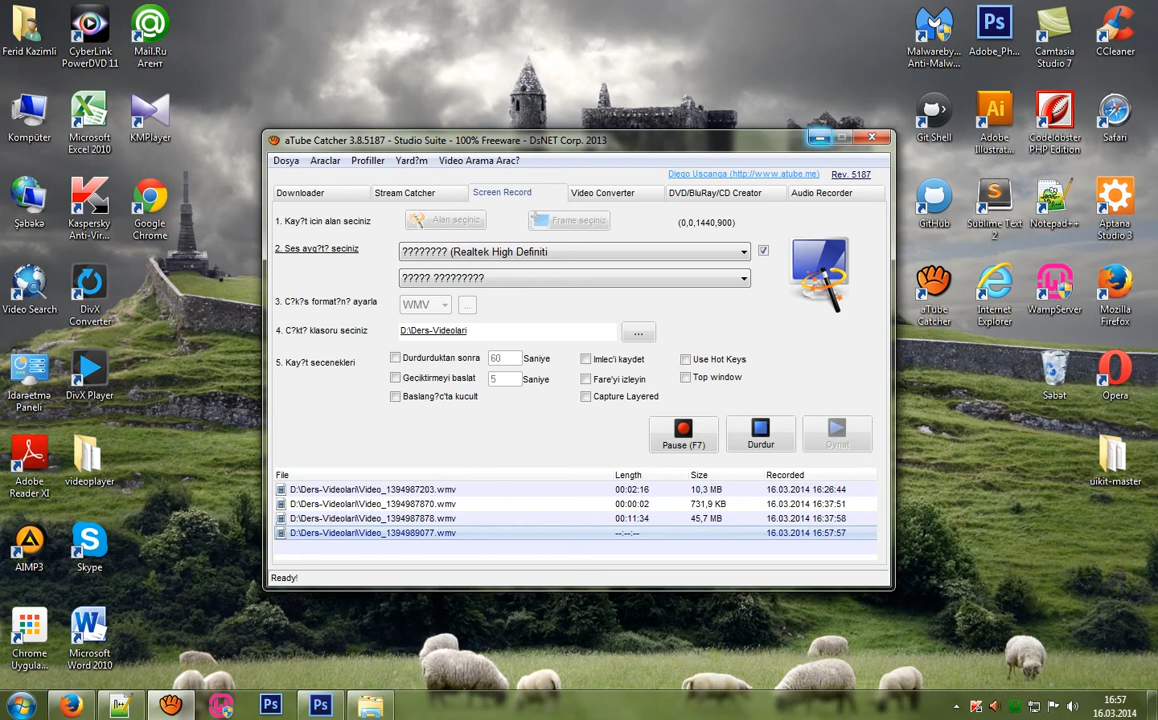 Ferid Kazimli
CyberLink PowerDVD 11
Mail.Ru Агент
Malwareby... Anti-Malw...
Adobe_Ph...
Camtasia Studio 7
CCleaner
Kompüter
Microsoft Excel 2010
KMPlayer
Git Shell
Adobe Illustrat...
Codelobster PHP Edition
Safari
Şəbəkə
Kaspersky Anti-Vir...
Google Chrome
GitHub
Sublime Text 2
Notepad++
Aptana Studio 3
Video Search
DivX Converter
aTube Catcher
Internet Explorer
WampServer
Mozilla Firefox
İdarəetmə Paneli
DivX Player
Səbət
Opera
Adobe Reader XI
videoplayer
uikit-master
AIMP3
Skype
Chrome Uygula...
Microsoft Word 2010
aTube Catcher 3.8.5187 - Studio Suite - 100% Freeware - DsNET Corp. 2013
Dosya Araclar Profiller Yard?m Video Arama Arac?
Diego Uscanga (http://www.atube.me) Rev. 5187
Downloader Stream Catcher Screen Record Video Converter DVD/BluRay/CD Creator Audio Recorder
1. Kay?t icin alan seciniz Alan seçiniz Frame seçiniz (0,0,1440,900)
2. Ses ayg?t? seciniz ???????? (Realtek High Definiti
????? ?????????
3. C?k?s format?n? ayarla WMV ...
4. C?kt? klasoru seciniz D:\Ders-Videolari ...
5. Kay?t secenekleri Durdurduktan sonra 60 Saniye Imlec'i kaydet Use Hot Keys
Geciktirmeyi baslat 5 Saniye Fare'yi izleyin Top window
Baslang?c'ta kucult Capture Layered
Pause (F7) Durdur Oynat
File Length Size Recorded
D:\Ders-Videolari\Video_1394987203.wmv 00:02:16 10,3 MB 16.03.2014 16:26:44
D:\Ders-Videolari\Video_1394987870.wmv 00:00:02 731,9 KB 16.03.2014 16:37:51
D:\Ders-Videolari\Video_1394987878.wmv 00:11:34 45,7 MB 16.03.2014 16:37:58
D:\Ders-Videolari\Video_1394989077.wmv --:--:-- 16.03.2014 16:57:57
Ready!
Ps Ps
16:57
16.03.2014